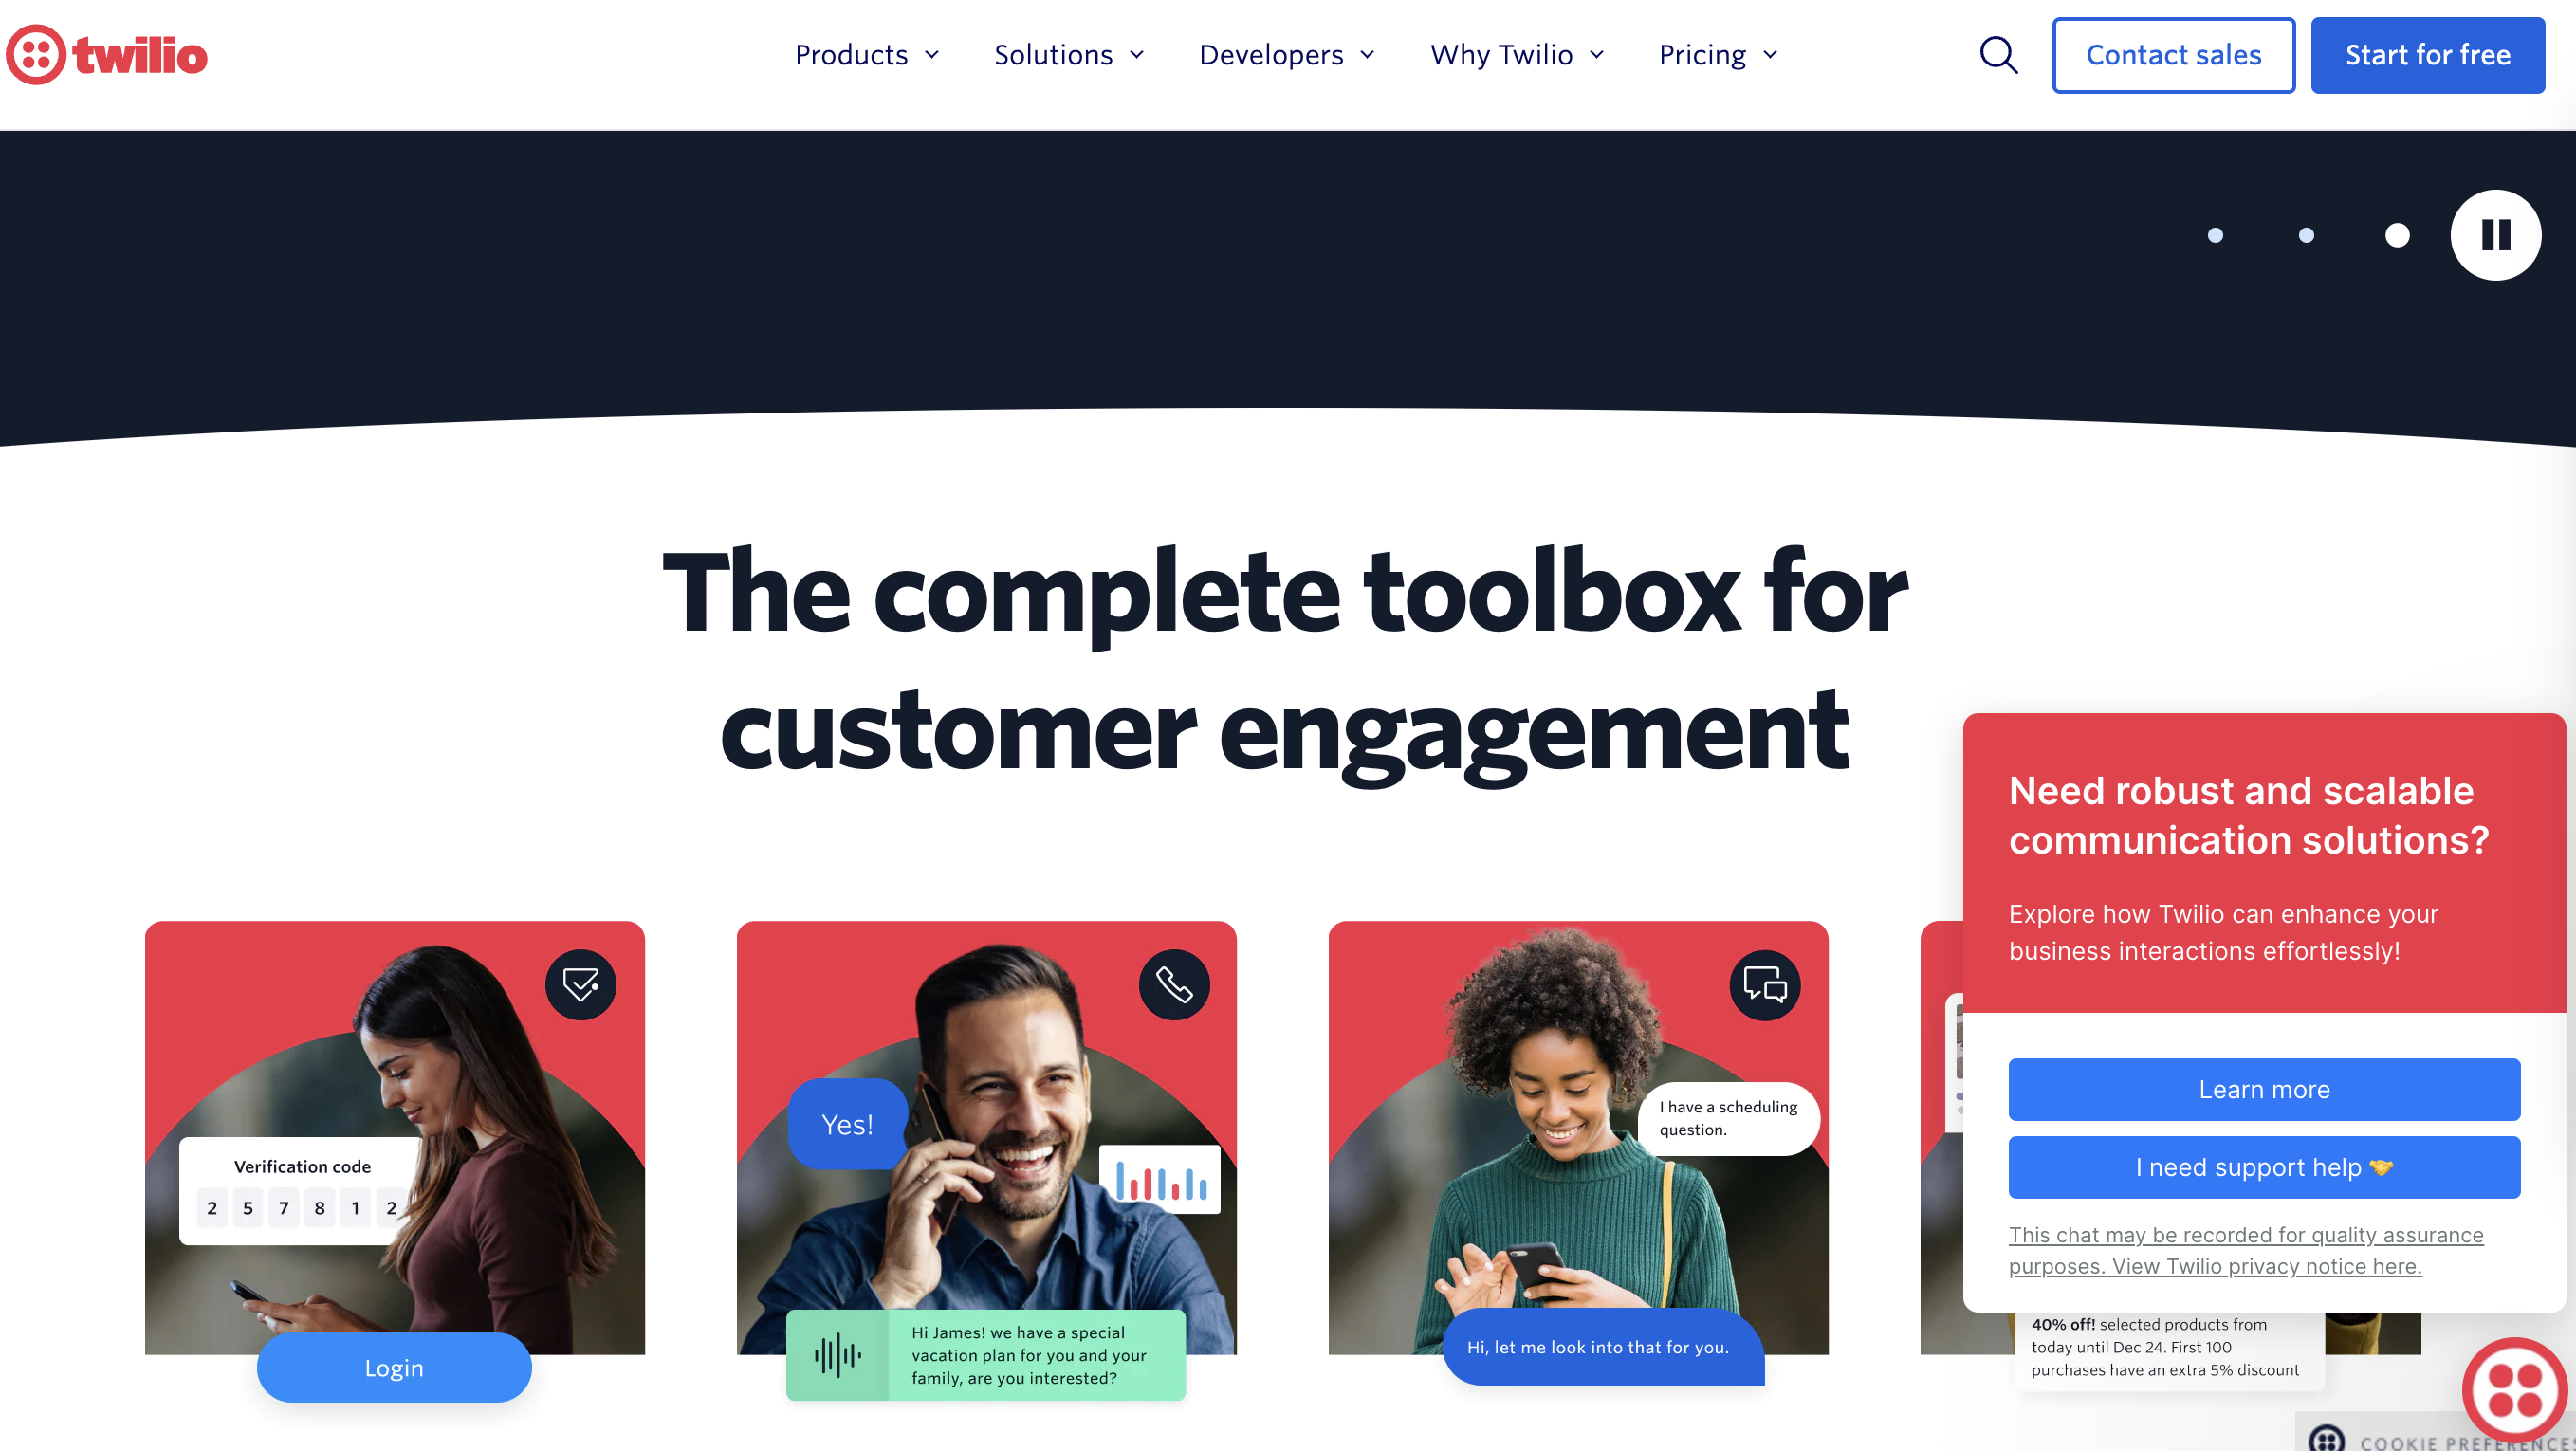 twilio
Products
Solutions
Developers
Why Twilio
Pricing
Contact sales
Start for free
The complete toolbox for
customer engagement
Verification code
2 5 7 8 1 2
Login
Yes!
Hi James! we have a special
vacation plan for you and your
family, are you interested?
I have a scheduling
question.
Hi, let me look into that for you.
Need robust and scalable
communication solutions?
Explore how Twilio can enhance your
business interactions effortlessly!
Learn more
I need support help 🤝
This chat may be recorded for quality assurance
purposes. View Twilio privacy notice here.
40% off! selected products from
today until Dec 24. First 100
purchases have an extra 5% discount
COOKIE